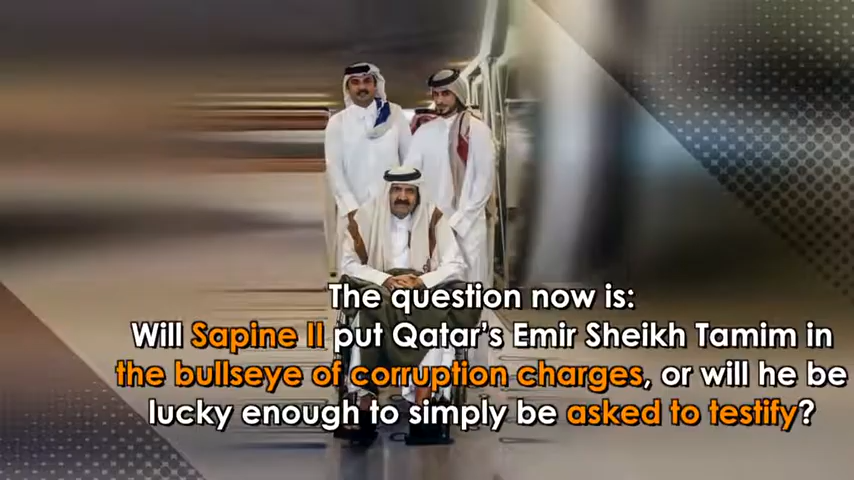 The question now is:
Will Sapine II put Qatar's Emir Sheikh Tamim in
the bullseye of corruption charges, or will he be
lucky enough to simply be asked to testify?